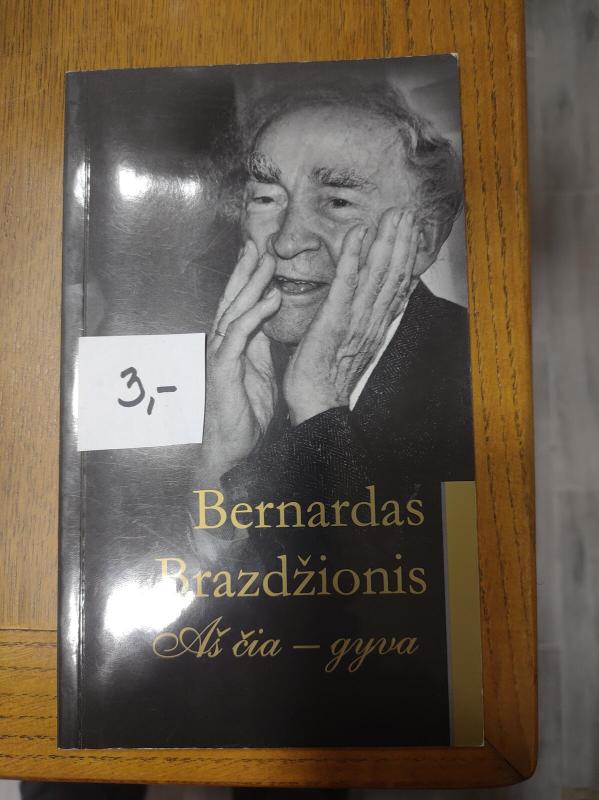 3,-
Bernardas
Brazdžionis
Aš čia – gyva